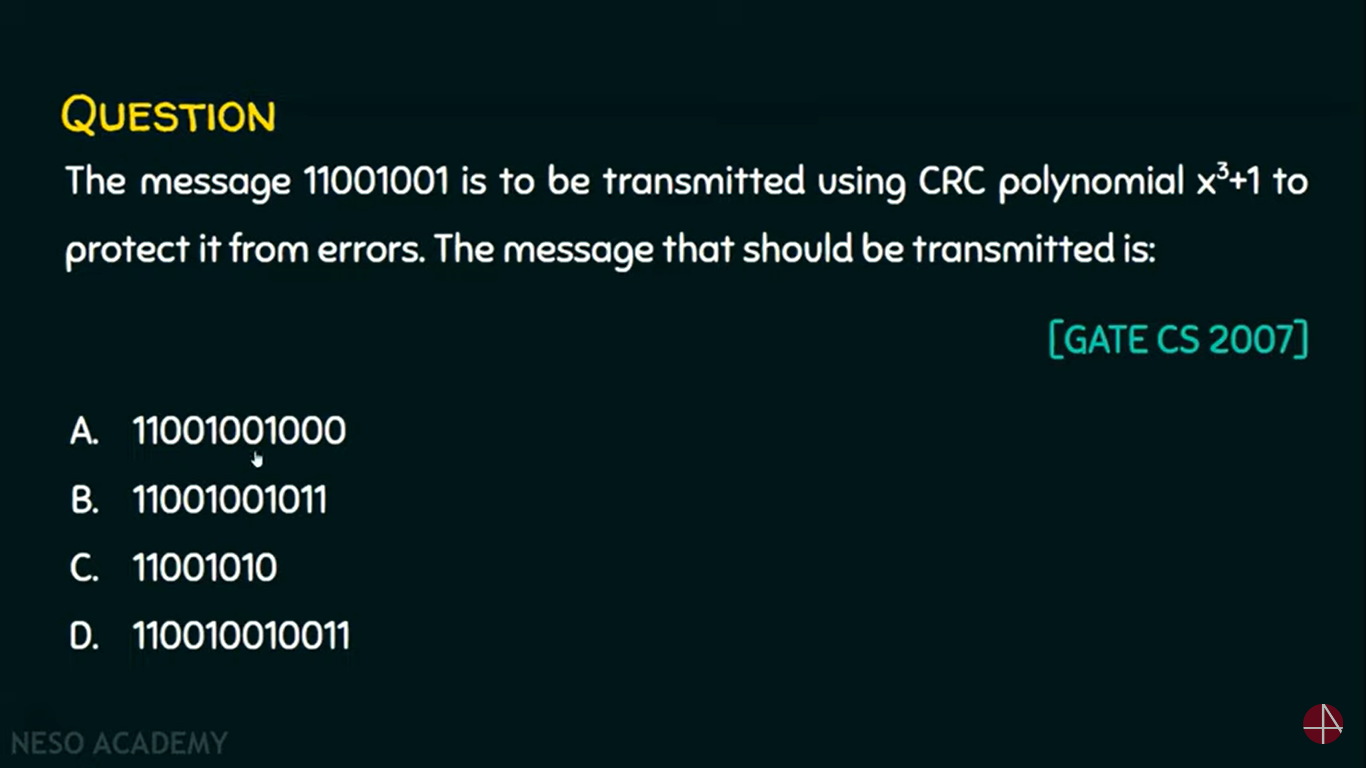 QUESTION
The message 11001001 is to be transmitted using CRC polynomial x³+1 to
protect it from errors. The message that should be transmitted is:
[GATE CS 2007]
A. 11001001000
B. 11001001011
C. 11001010
D. 110010010011
NESO ACADEMY